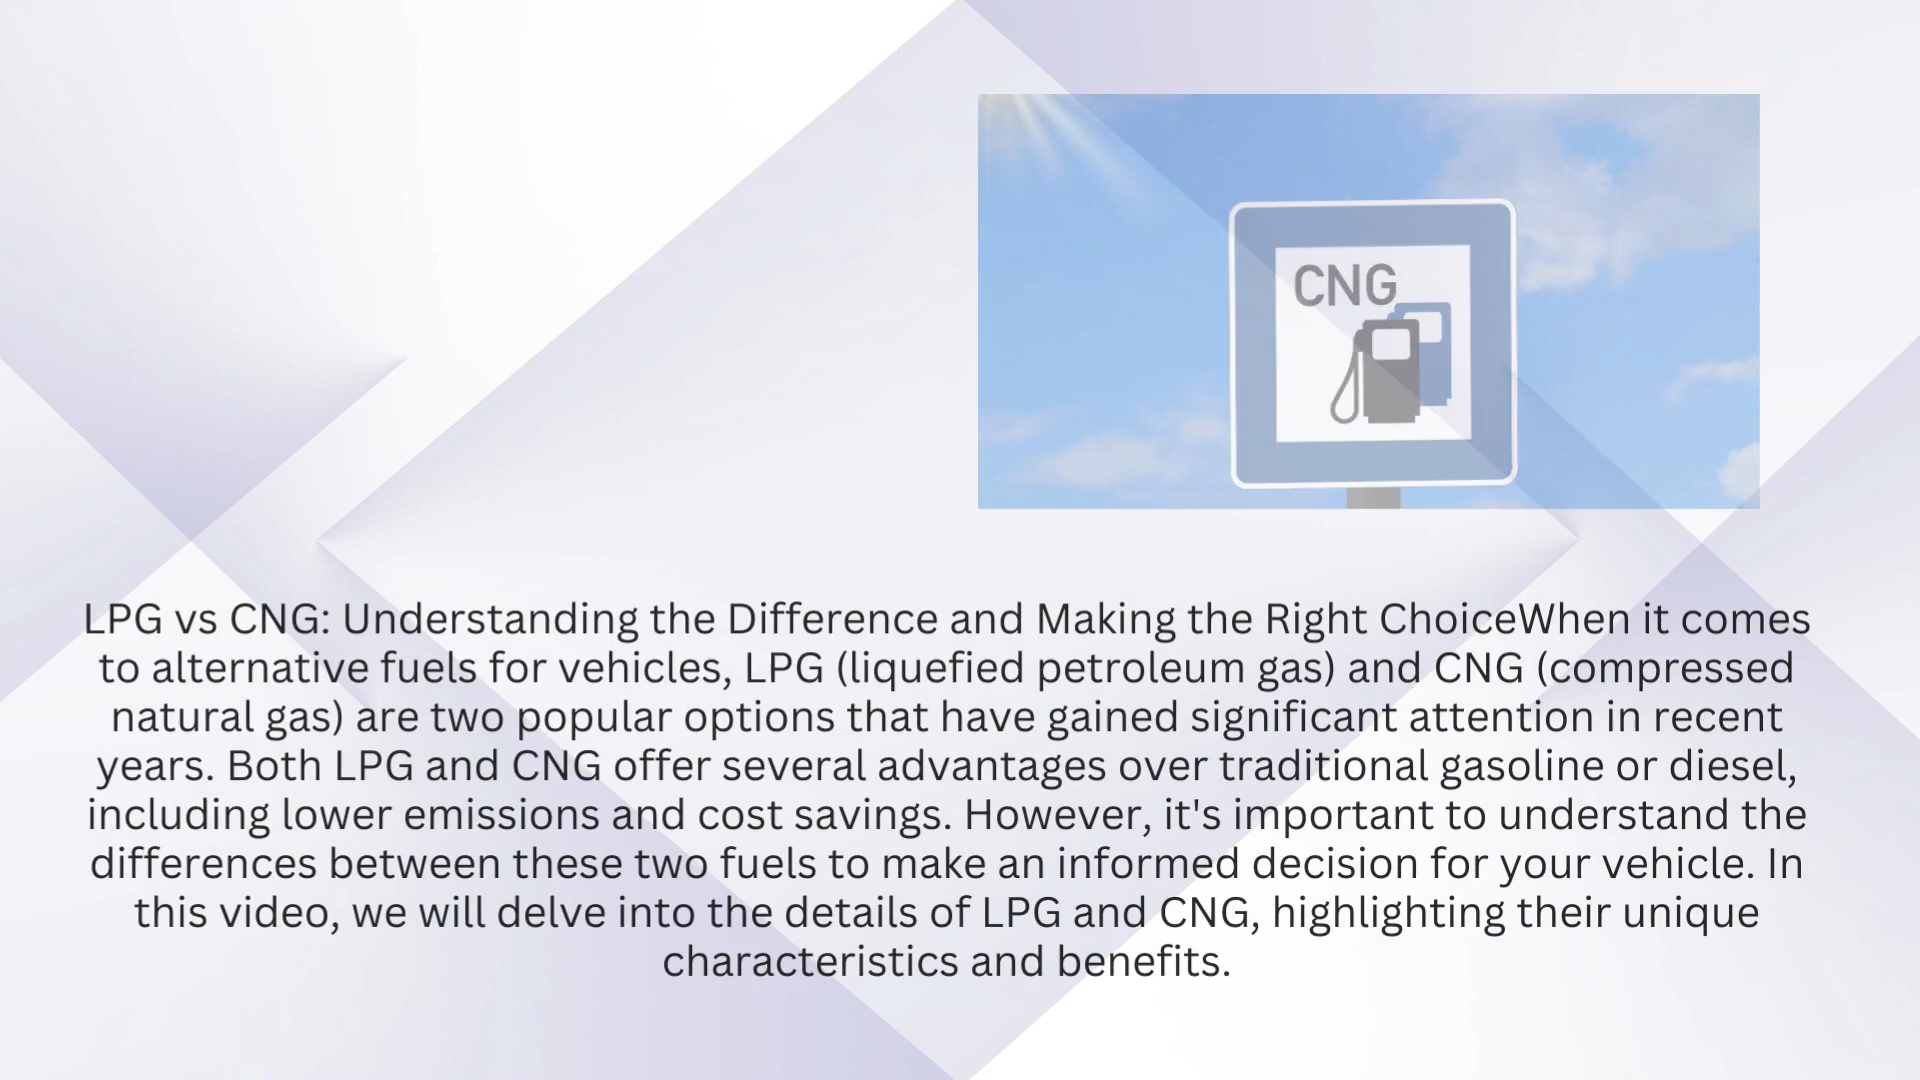 CNG
LPG vs CNG: Understanding the Difference and Making the Right ChoiceWhen it comes
to alternative fuels for vehicles, LPG (liquefied petroleum gas) and CNG (compressed
natural gas) are two popular options that have gained significant attention in recent
years. Both LPG and CNG offer several advantages over traditional gasoline or diesel,
including lower emissions and cost savings. However, it's important to understand the
differences between these two fuels to make an informed decision for your vehicle. In
this video, we will delve into the details of LPG and CNG, highlighting their unique
characteristics and benefits.